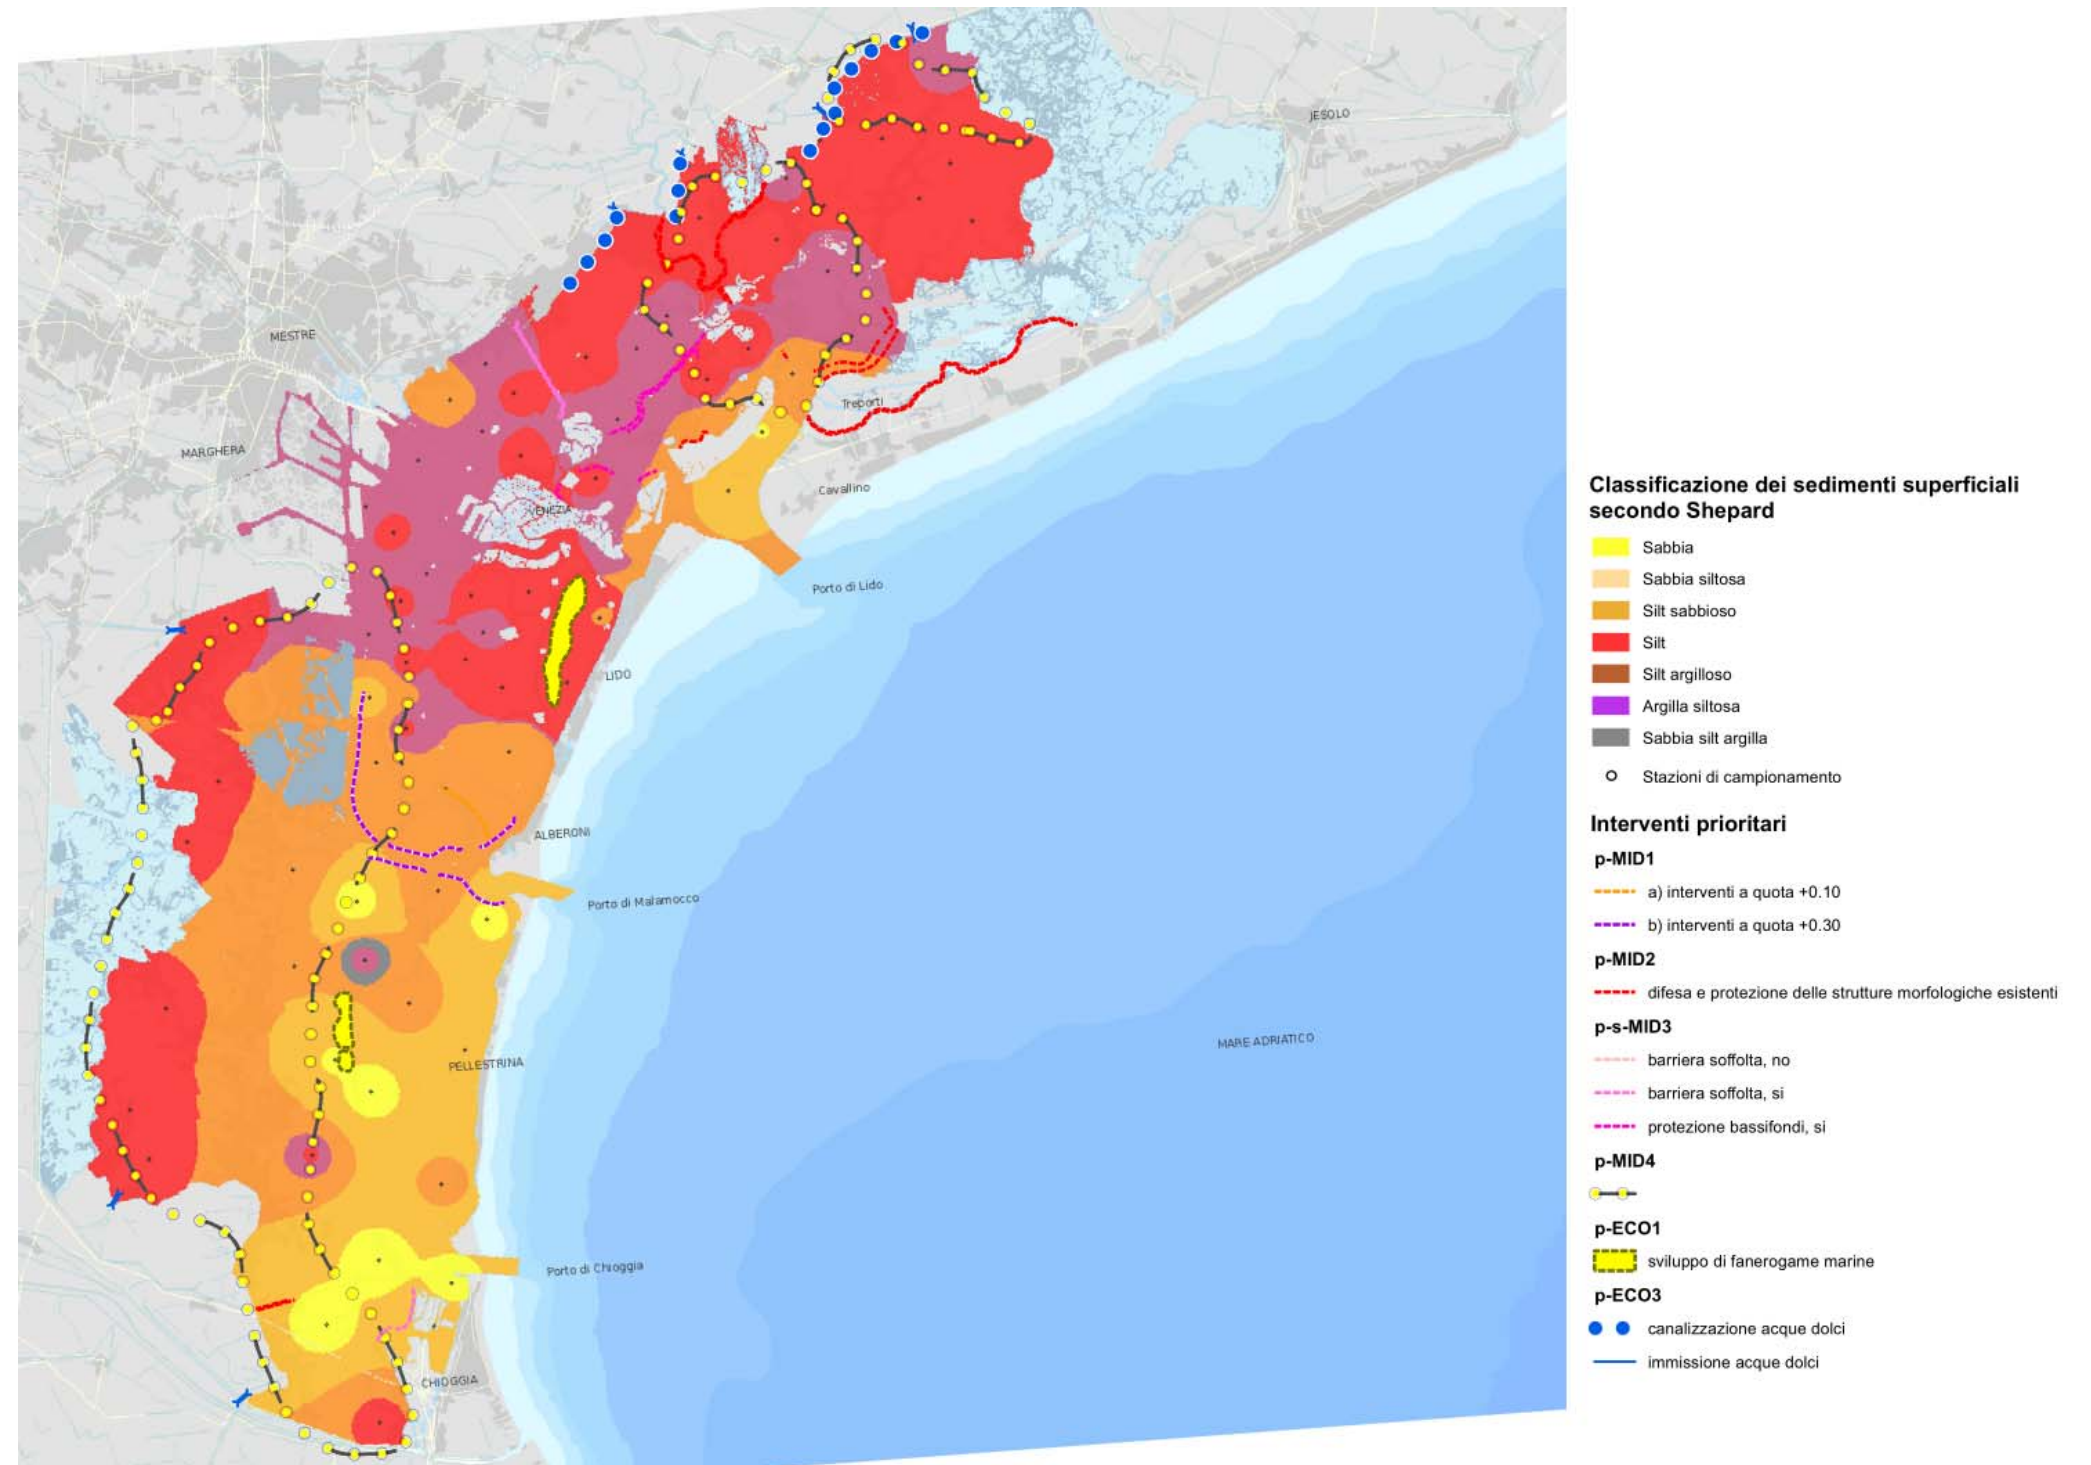 JESOLO
MESTRE
Treporti
MARGHERA
Cavallino
VENEZIA
Porto di Lido
LIDO
ALBERONI
Porto di Malamocco
MARE ADRIATICO
PELLESTRINA
Porto di Chioggia
CHIOGGIA
Classificazione dei sedimenti superficiali
secondo Shepard
Sabbia
Sabbia siltosa
Silt sabbioso
Silt
Silt argilloso
Argilla siltosa
Sabbia silt argilla
Stazioni di campionamento
Interventi prioritari
p-MID1
a) interventi a quota +0.10
b) interventi a quota +0.30
p-MID2
difesa e protezione delle strutture morfologiche esistenti
p-s-MID3
barriera soffolta, no
barriera soffolta, si
protezione bassifondi, si
p-MID4
p-ECO1
sviluppo di fanerogame marine
p-ECO3
canalizzazione acque dolci
immissione acque dolci